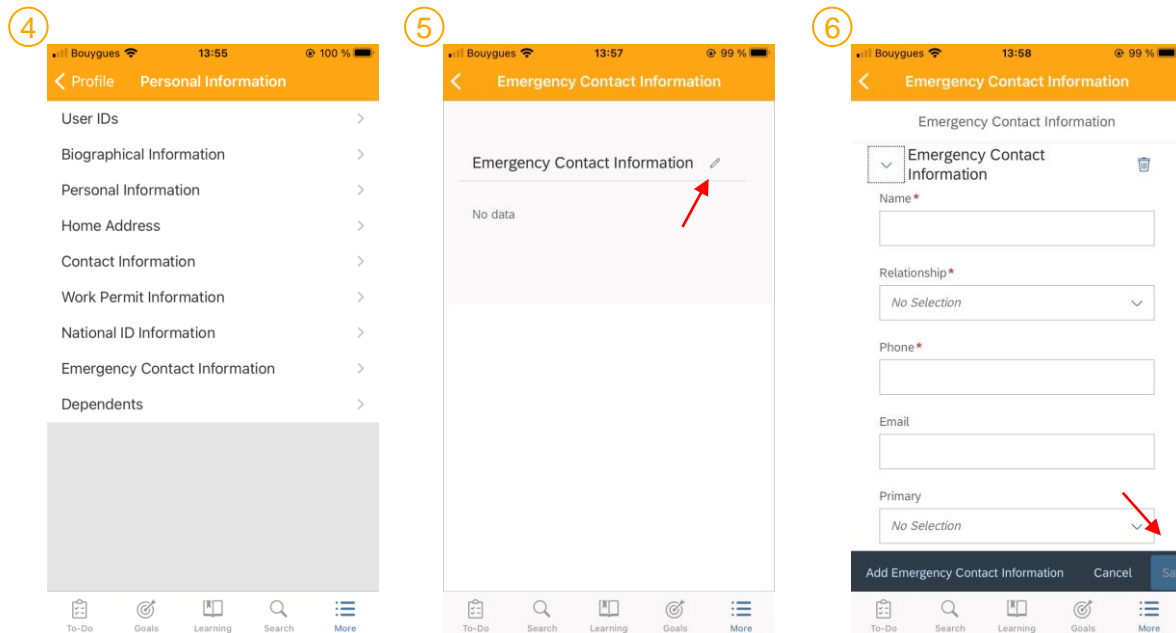 4
Bouygues 13:55 100 %
Profile Personal Information
User IDs
Biographical Information
Personal Information
Home Address
Contact Information
Work Permit Information
National ID Information
Emergency Contact Information
Dependents
To-Do Goals Learning Search More
5
Bouygues 13:57 99 %
Emergency Contact Information
Emergency Contact Information
No data
To-Do Search Learning Goals More
6
Bouygues 13:58 99 %
Emergency Contact Information
Emergency Contact Information
Emergency Contact
Information
Name*
Relationship*
No Selection
Phone*
Email
Primary
No Selection
Add Emergency Contact Information Cancel Sa
To-Do Search Learning Goals More